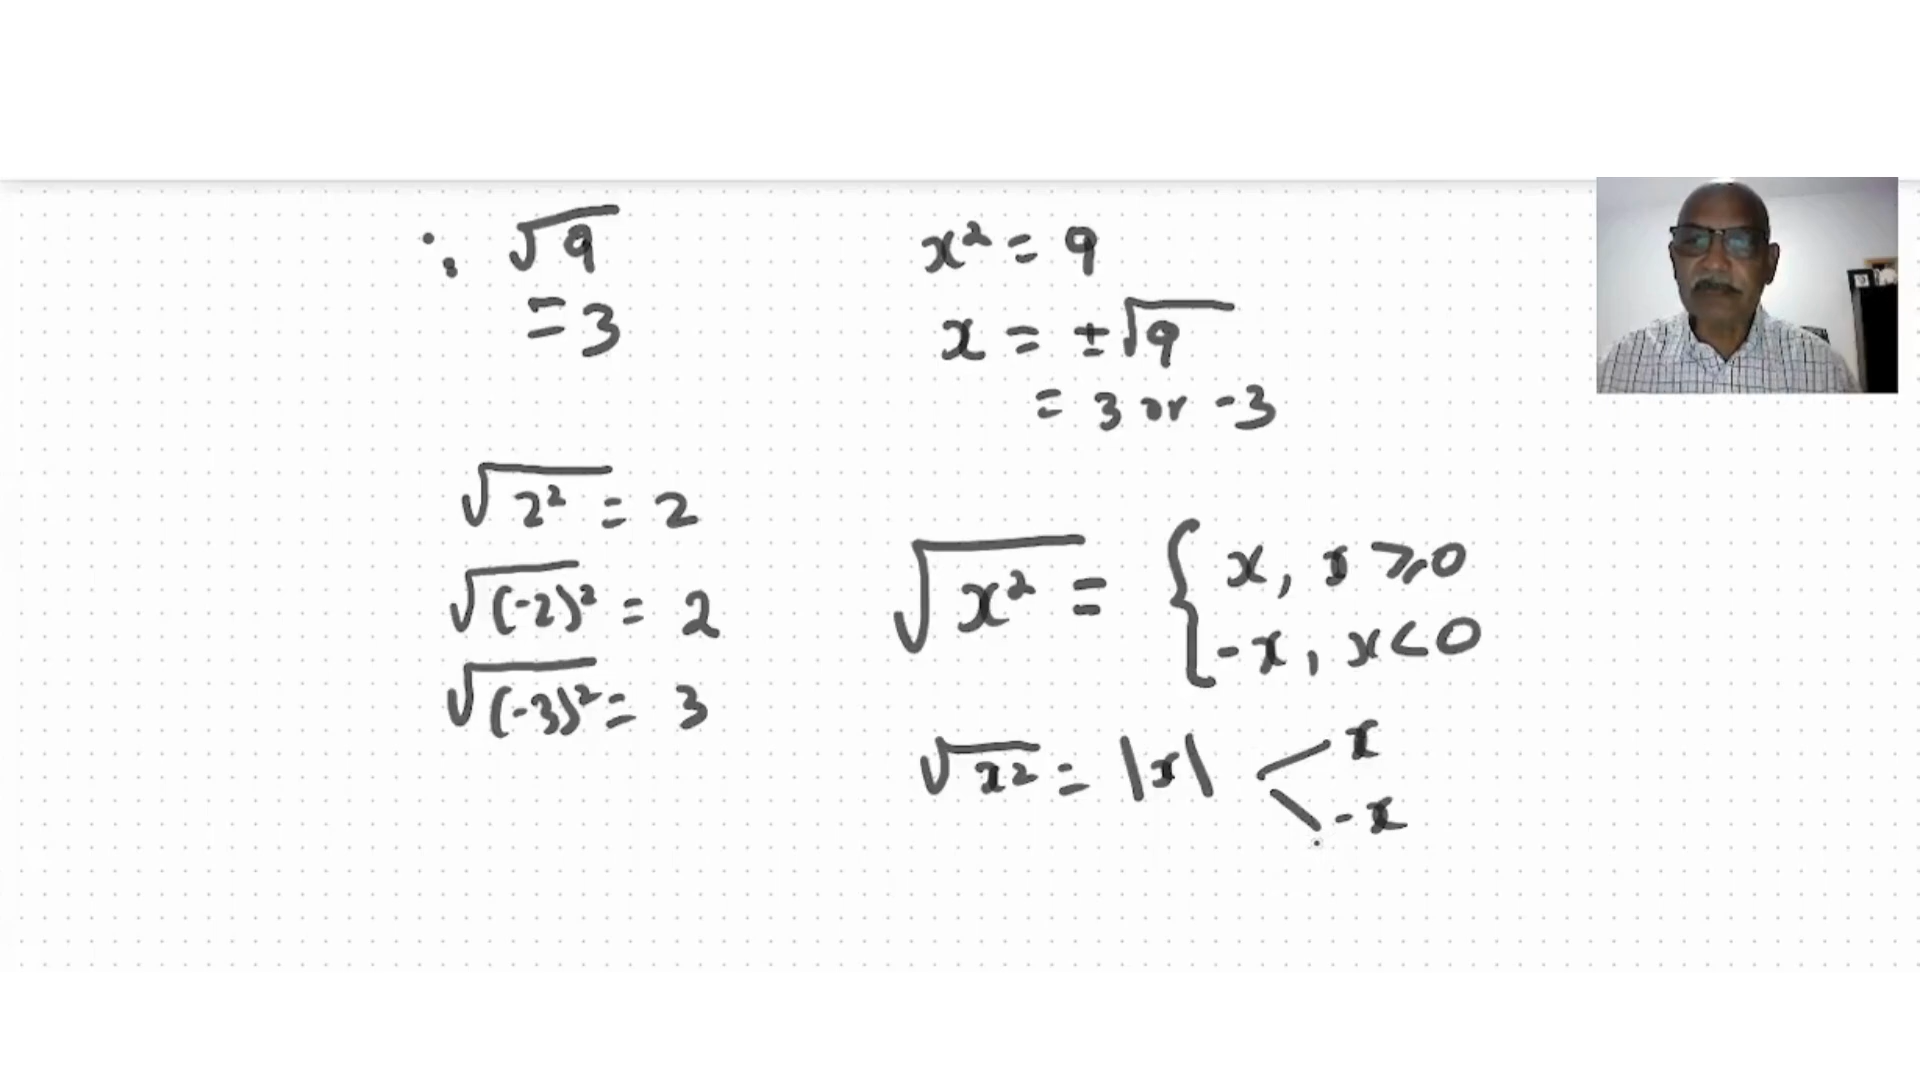 ∴ √9
= 3
x² = 9
x = ±√9
= 3 or -3
√2² = 2
√(-2)² = 2
√(-3)² = 3
√x² = { x, x ⩾ 0
-x, x < 0
√x² = |x| < x
-x